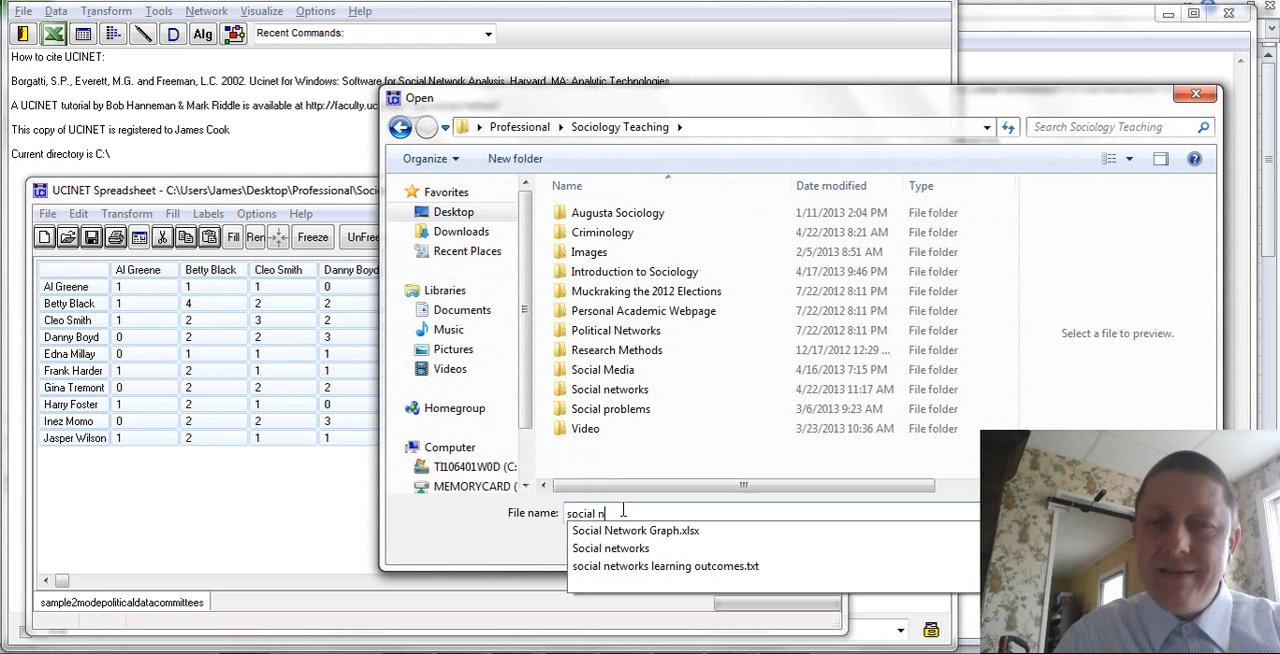 File Data Transform Tools Network Visualize Options Help
D Alg Recent Commands:
How to cite UCINET:
Borgatti, S.P., Everett, M.G. and Freeman, L.C. 2002. Ucinet for Windows: Software for Social Network Analysis. Harvard, MA: Analytic Technologies.
A UCINET tutorial by Bob Hanneman & Mark Riddle is available at http://faculty.uc
This copy of UCINET is registered to James Cook
Current directory is C:\
UCINET Spreadsheet - C:\Users\James\Desktop\Professional\Socio
File Edit Transform Fill Labels Options Help
Fill Ren Freeze UnFree
Al Greene Betty Black Cleo Smith Danny Boyd
Al Greene 1 1 1 0
Betty Black 1 4 2 2
Cleo Smith 1 2 3 2
Danny Boyd 0 2 2 3
Edna Millay 0 1 1 1
Frank Harder 1 2 1 1
Gina Tremont 0 2 2 2
Harry Foster 1 2 1 0
Inez Momo 0 2 2 3
Jasper Wilson 1 2 1 1
sample2modepoliticaldatacommittees
Open
Professional Sociology Teaching Search Sociology Teaching
Organize New folder
Favorites
Desktop
Downloads
Recent Places
Libraries
Documents
Music
Pictures
Videos
Homegroup
Computer
TI106401W0D (C:
MEMORYCARD (
Name Date modified Type
Augusta Sociology 1/11/2013 2:04 PM File folder
Criminology 4/22/2013 8:21 AM File folder
Images 2/5/2013 8:51 AM File folder
Introduction to Sociology 4/17/2013 9:46 PM File folder
Muckraking the 2012 Elections 7/22/2012 8:11 PM File folder
Personal Academic Webpage 7/22/2012 8:11 PM File folder
Political Networks 7/22/2012 8:11 PM File folder
Research Methods 12/17/2012 12:29 ... File folder
Social Media 4/16/2013 7:15 PM File folder
Social networks 4/22/2013 11:17 AM File folder
Social problems 3/6/2013 9:23 AM File folder
Video 3/23/2013 10:36 AM File folder
Select a file to preview.
File name: social n
Social Network Graph.xlsx
Social networks
social networks learning outcomes.txt